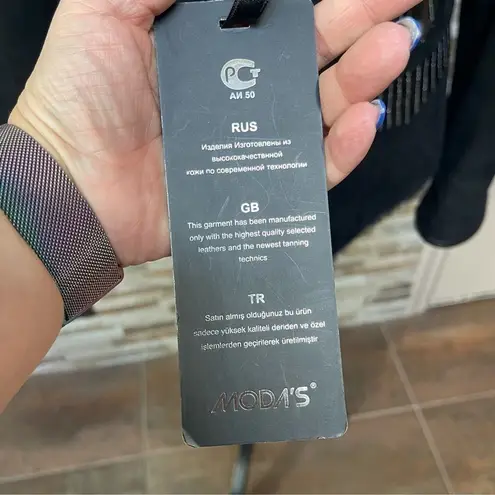 РСТ
АИ 50
RUS
Изделия Изготовлены из
высококачественной
кожи по современной технологии
GB
This garment has been manufactured
only with the highest quality selected
leathers and the newest tanning
technics
TR
Satın almış olduğunuz bu ürün
sadece yüksek kaliteli deriden ve özel
işlemlerden geçirilerek üretilmiştir
MODA'S®